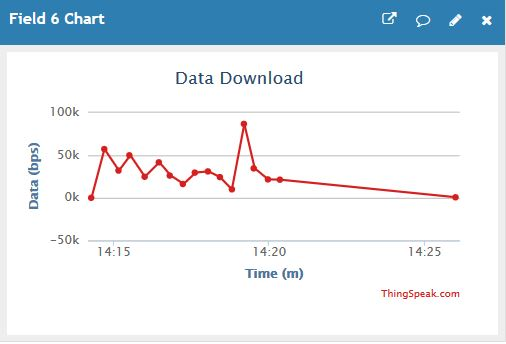 Field 6 Chart
Data Download
Data (bps)
100k
50k
0k
-50k
14:15 14:20 14:25
Time (m)
ThingSpeak.com